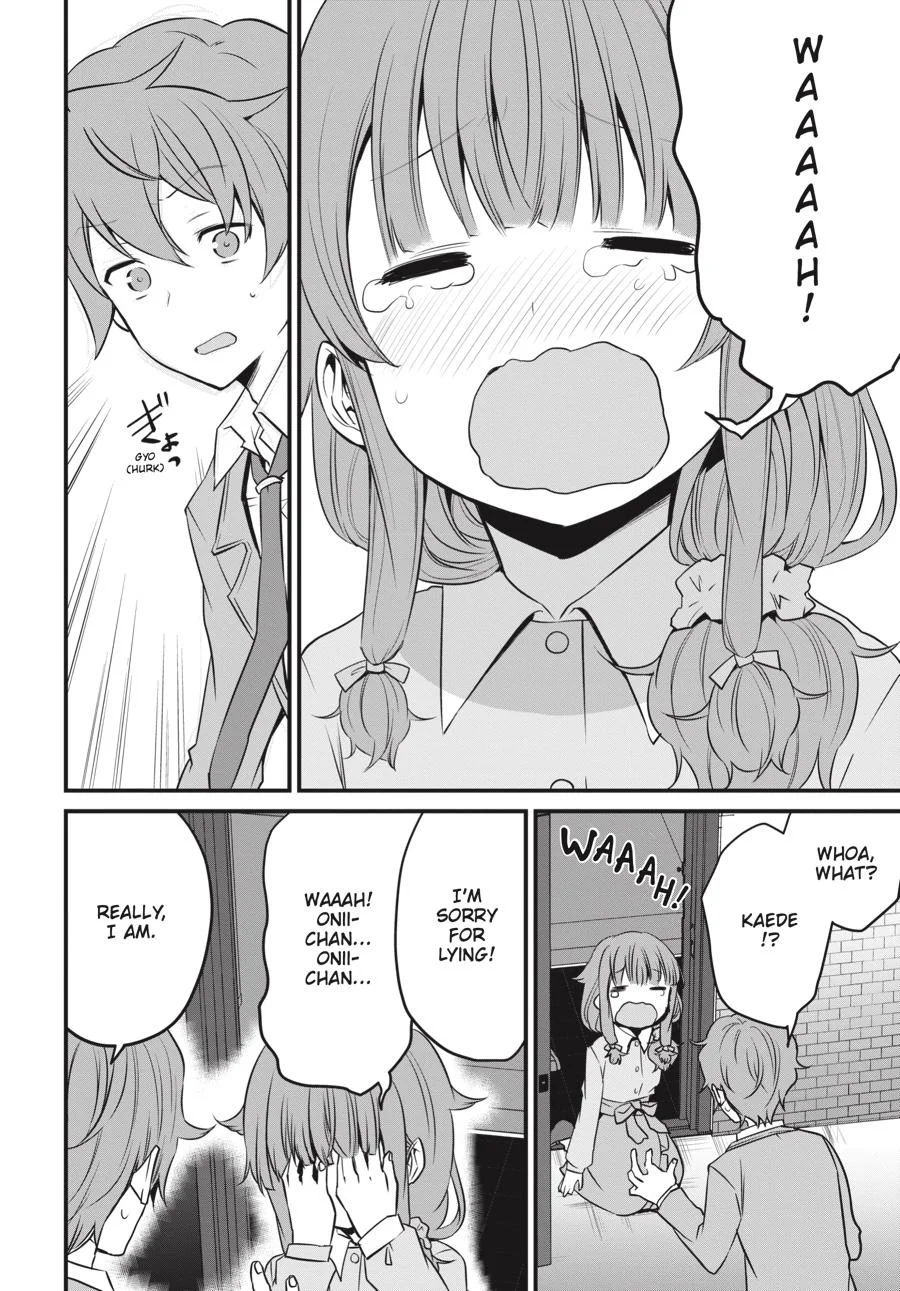 W
A
A
A
A
A
H
!
ぎょっ
GYO
(HURK)
WHOA,
WHAT?
KAEDE
!?
WAAAH!
I'M
SORRY
FOR
LYING!
WAAAH!
ONII-
CHAN...
ONII-
CHAN...
REALLY,
I AM.